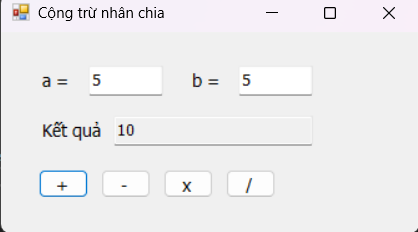 Cộng trừ nhân chia
a = 5 b = 5
Kết quả 10
+ - x /